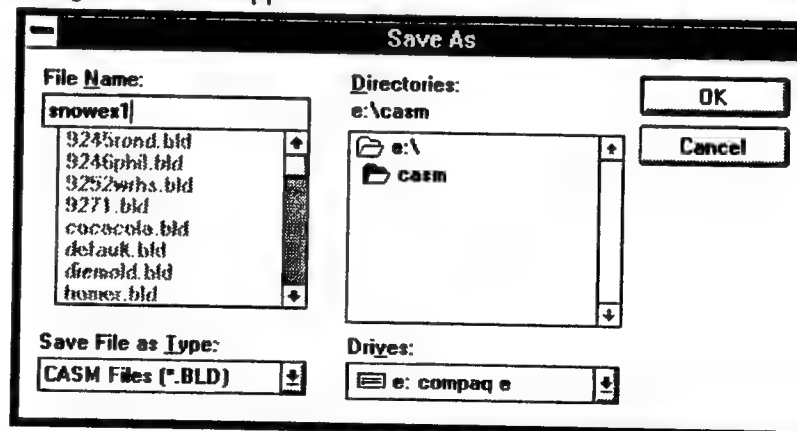 Save As
File Name:
snowex1
9245rond.bld
9246phil.bld
9252wrhs.bld
9271.bld
cocacola.bld
default.bld
diemold.bld
homer.bld
Save File as Type:
CASM Files (*.BLD)
Directories:
e:\casm
e:\
casm
Drives:
e: compaq e
OK
Cancel